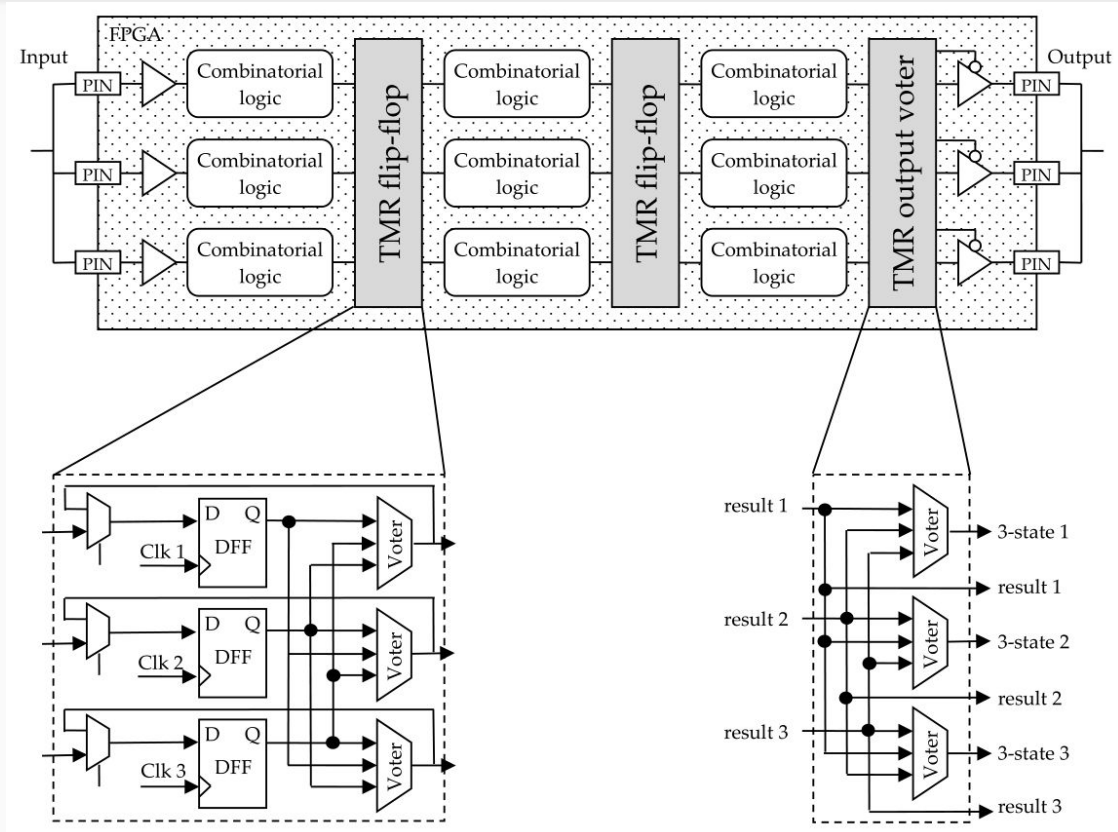 FPGA
Input
Output
PIN
Combinatorial
logic
Combinatorial
logic
Combinatorial
logic
PIN
PIN
Combinatorial
logic
Combinatorial
logic
Combinatorial
logic
PIN
PIN
Combinatorial
logic
Combinatorial
logic
Combinatorial
logic
PIN
TMR flip-flop
TMR flip-flop
TMR output voter
D Q
DFF
Clk 1
Voter
D Q
DFF
Clk 2
Voter
D Q
DFF
Clk 3
Voter
result 1
Voter
3-state 1
result 1
result 2
Voter
3-state 2
result 2
result 3
Voter
3-state 3
result 3